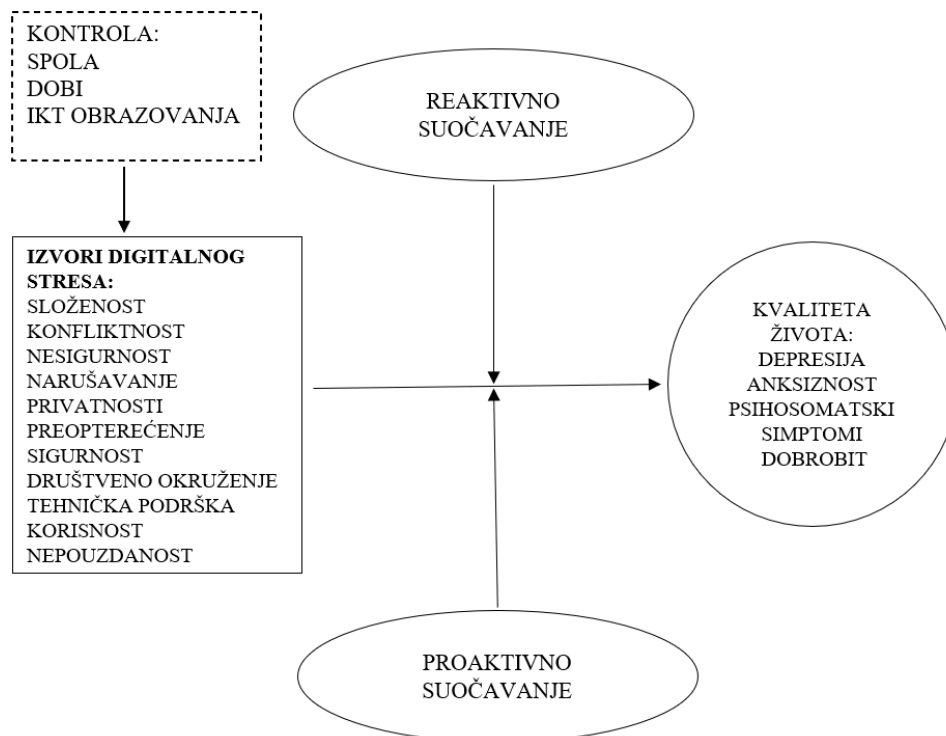 KONTROLA:
SPOLA
DOBI
IKT OBRAZOVANJA
REAKTIVNO
SUOČAVANJE
IZVORI DIGITALNOG
STRESA:
SLOŽENOST
KONFLIKTNOST
NESIGURNOST
NARUŠAVANJE
PRIVATNOSTI
PREOPTEREĆENJE
SIGURNOST
DRUŠTVENO OKRUŽENJE
TEHNIČKA PODRŠKA
KORISNOST
NEPOUZDANOST
KVALITETA
ŽIVOTA:
DEPRESIJA
ANKSIZNOST
PSIHOSOMATSKI
SIMPTOMI
DOBROBIT
PROAKTIVNO
SUOČAVANJE